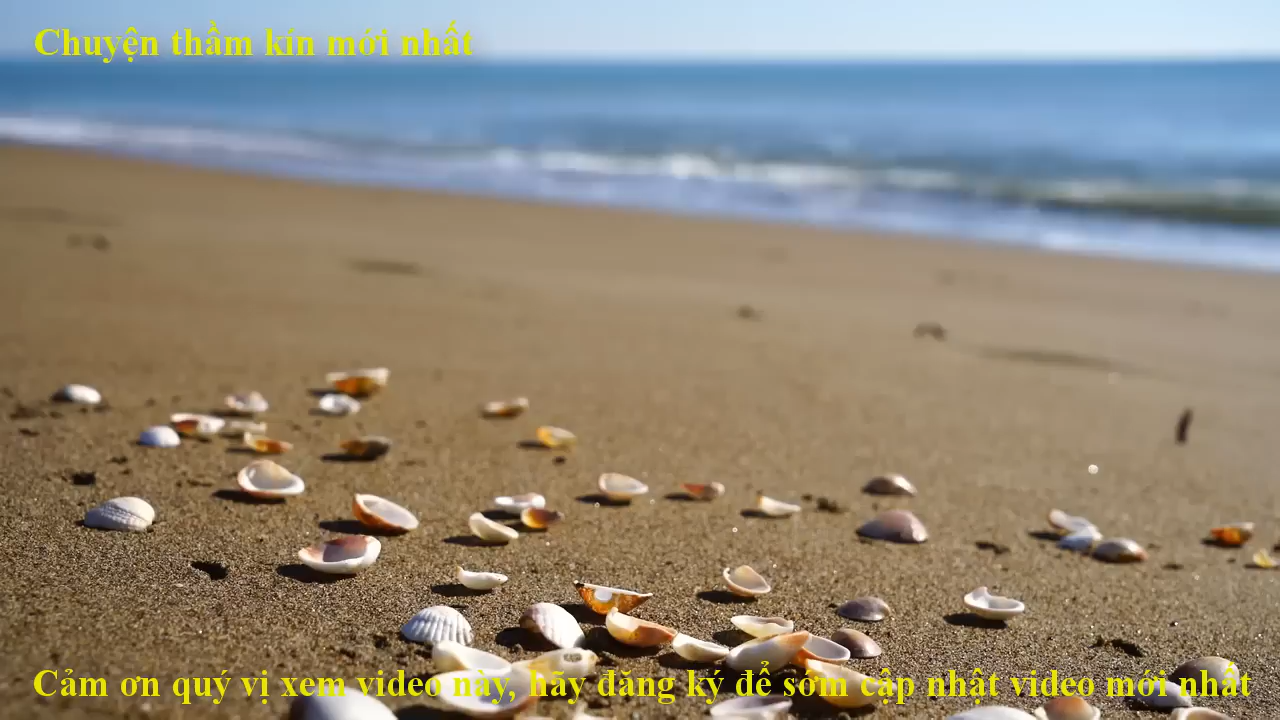 Chuyện thầm kín mới nhất
Cảm ơn quý vị xem video này, hãy đăng ký để sớm cập nhật video mới nhất